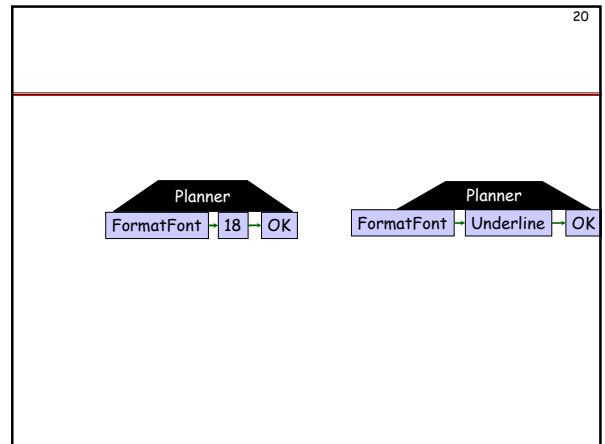 20
Planner
FormatFont 18 OK
Planner
FormatFont Underline OK